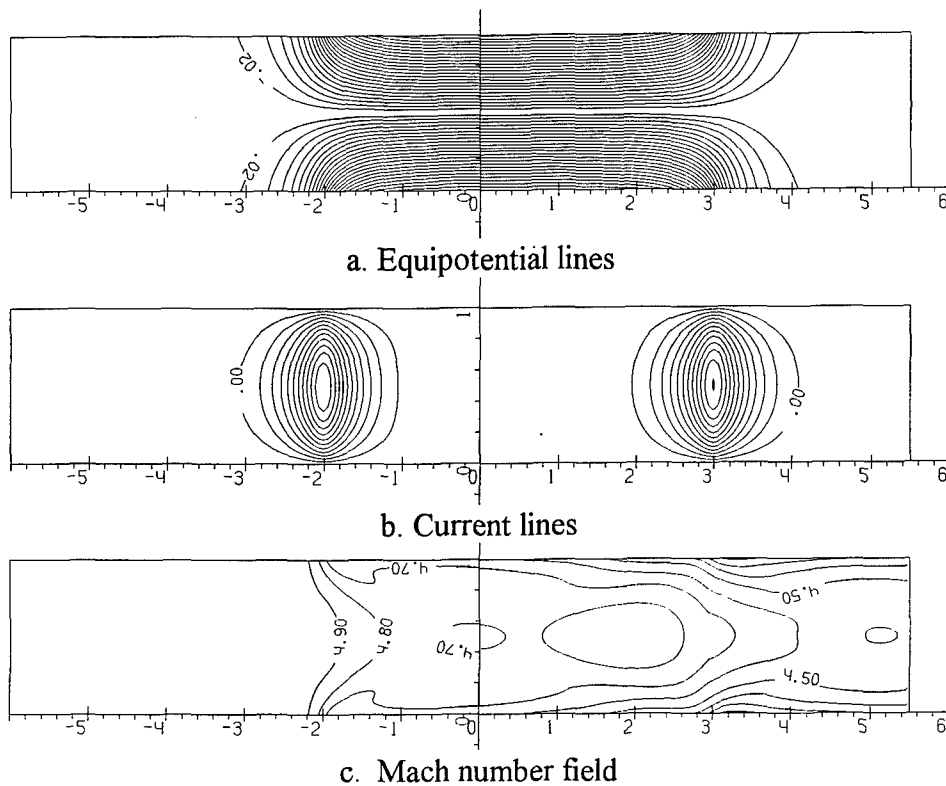 -.02
.02
-5 -4 -3 -2 -1 0 0 1 2 3 4 5 6
a. Equipotential lines
1
.00 .00
-5 -4 -3 -2 -1 0 0 1 2 3 4 5 6
b. Current lines
4.70
4.90 4.80 4.70 4.50
4.50
-5 -4 -3 -2 -1 0 0 1 2 3 4 5 6
c. Mach number field